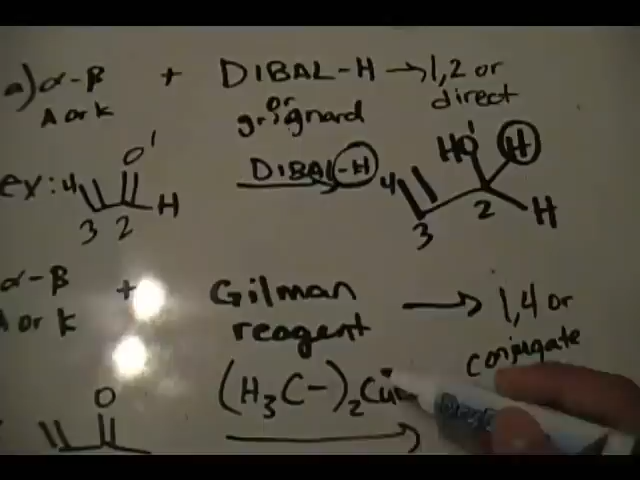 a) α-β + DIBAL-H → 1,2 or
A or K or direct
grignard
O' HO' H
ex: 4 DIBAL-H 4
H H
3 2 3 2
α-β + Gilman → 1,4 or
A or K reagent conjugate
(H3C-)2Cu
O